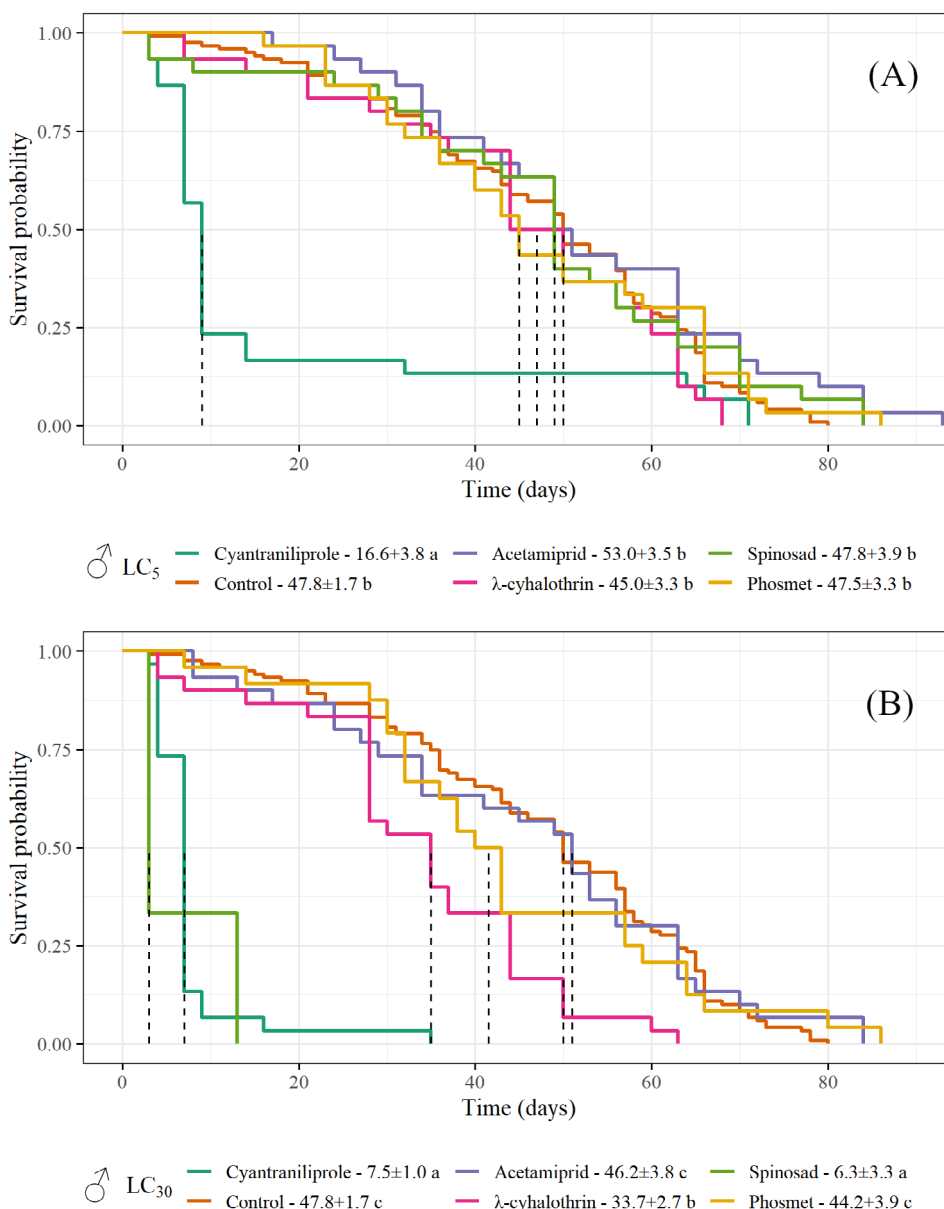 (A)
Survival probability
1.00
0.75
0.50
0.25
0.00
0 20 40 60 80
Time (days)
♂ LC5
Cyantraniliprole - 16.6+3.8 a Acetamiprid - 53.0+3.5 b Spinosad - 47.8+3.9 b
Control - 47.8±1.7 b λ-cyhalothrin - 45.0±3.3 b Phosmet - 47.5±3.3 b
(B)
Survival probability
1.00
0.75
0.50
0.25
0.00
0 20 40 60 80
Time (days)
♂ LC30
Cyantraniliprole - 7.5±1.0 a Acetamiprid - 46.2±3.8 c Spinosad - 6.3±3.3 a
Control - 47.8+1.7 c λ-cyhalothrin - 33.7+2.7 b Phosmet - 44.2+3.9 c